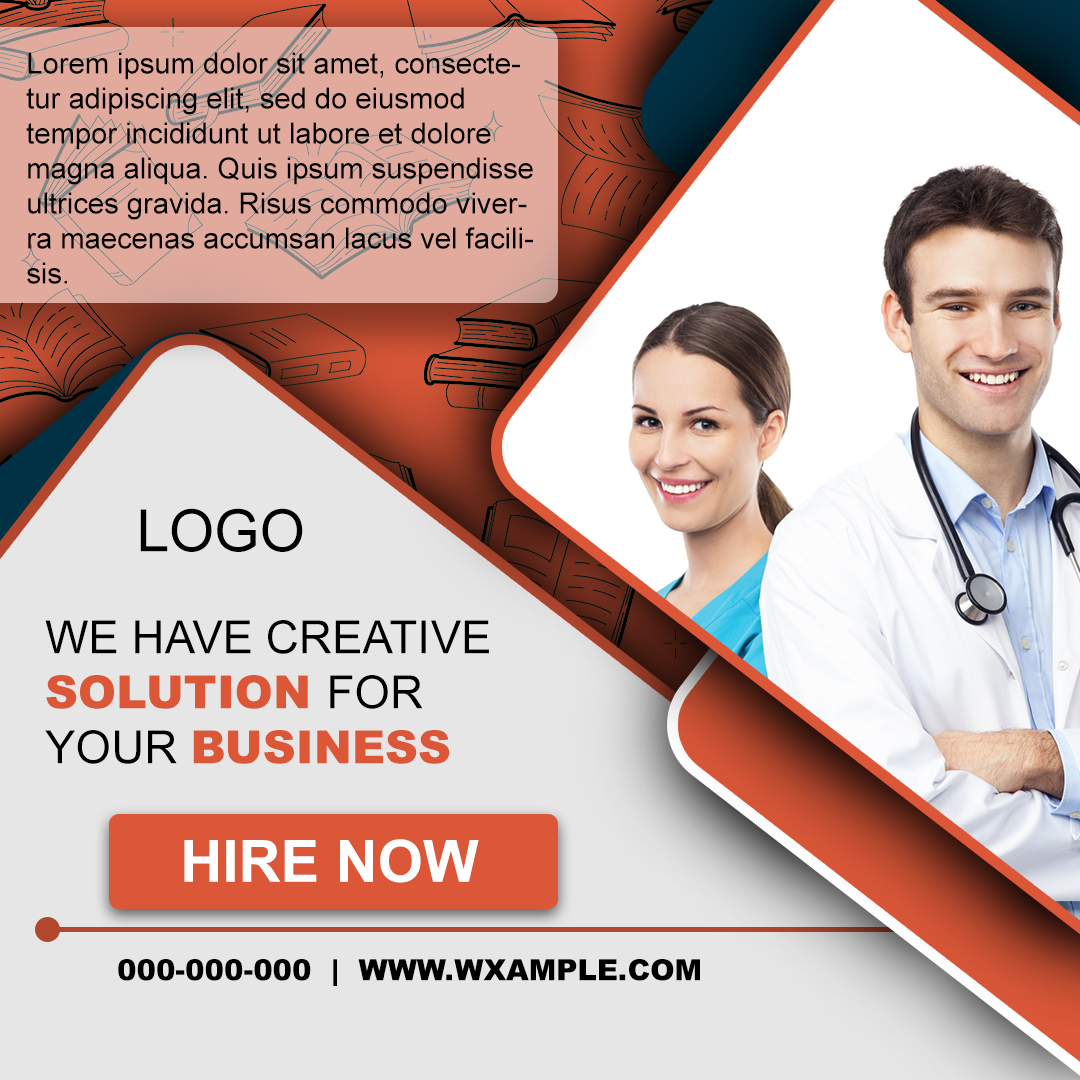 Lorem ipsum dolor sit amet, consecte-
tur adipiscing elit, sed do eiusmod
tempor incididunt ut labore et dolore
magna aliqua. Quis ipsum suspendisse
ultrices gravida. Risus commodo viver-
ra maecenas accumsan lacus vel facili-
sis.
LOGO
WE HAVE CREATIVE
SOLUTION FOR
YOUR BUSINESS
HIRE NOW
000-000-000 | WWW.WXAMPLE.COM